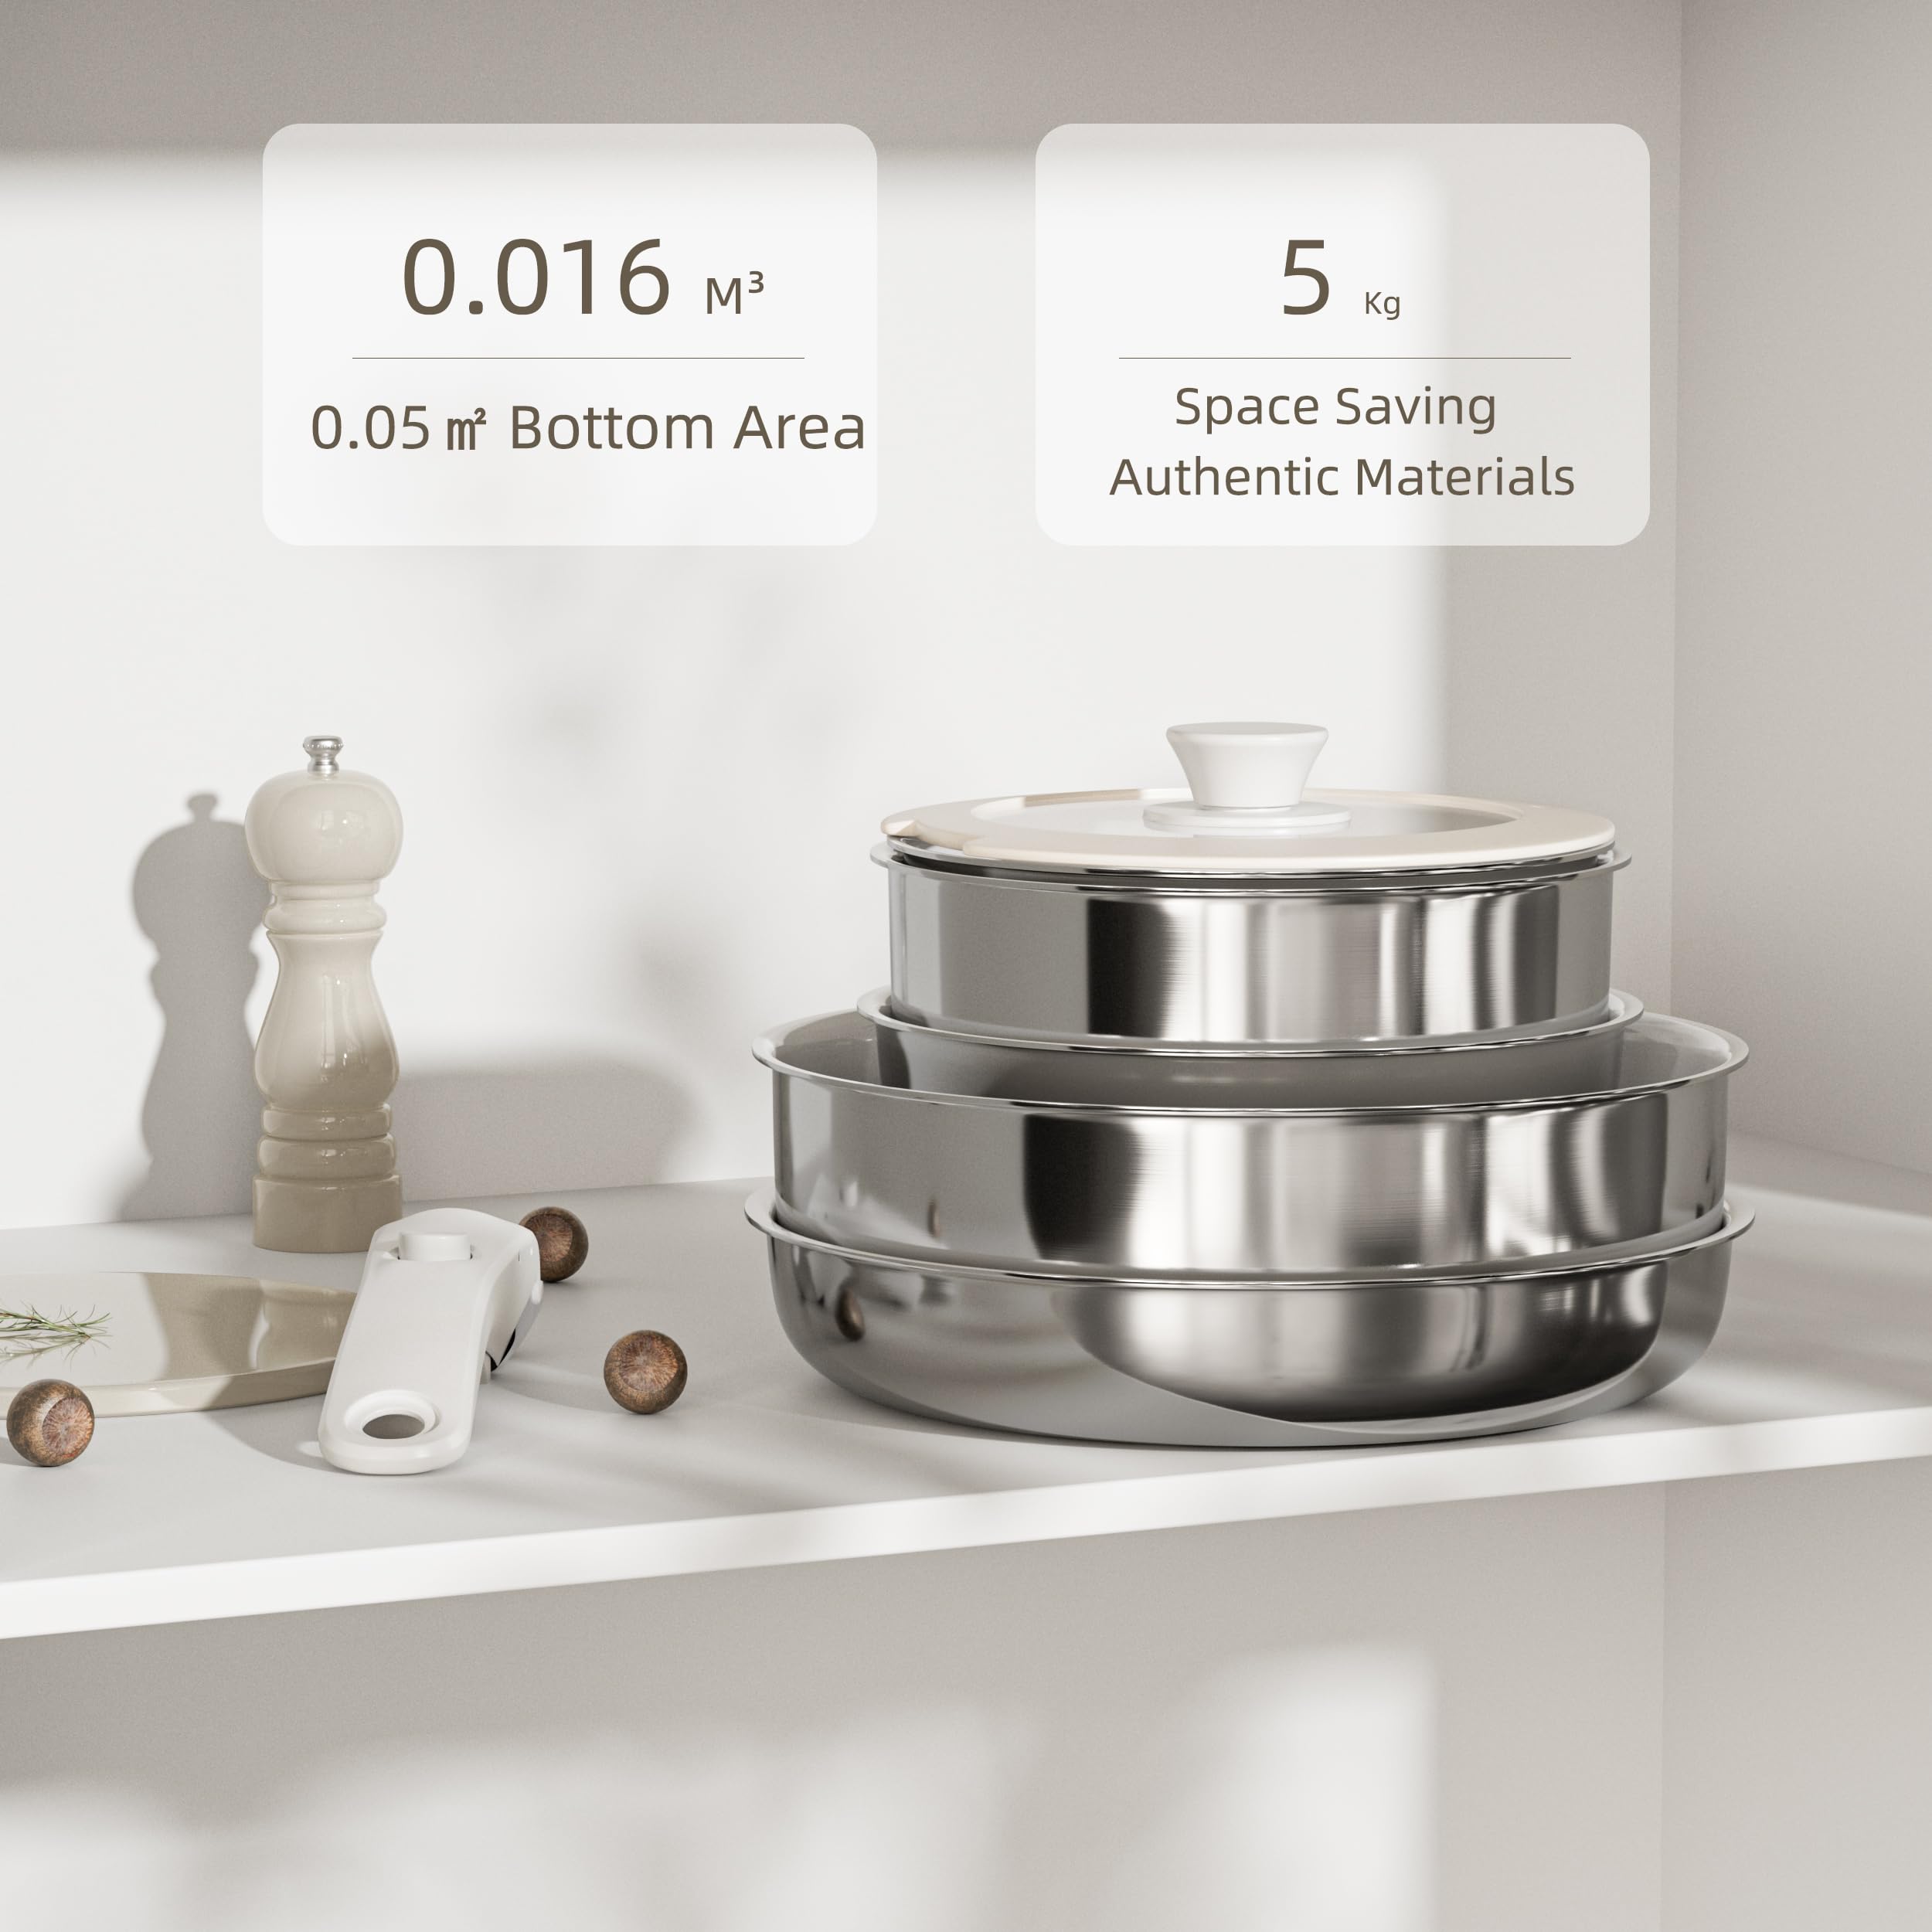 0.016 M³
0.05㎡ Bottom Area
5 Kg
Space Saving
Authentic Materials